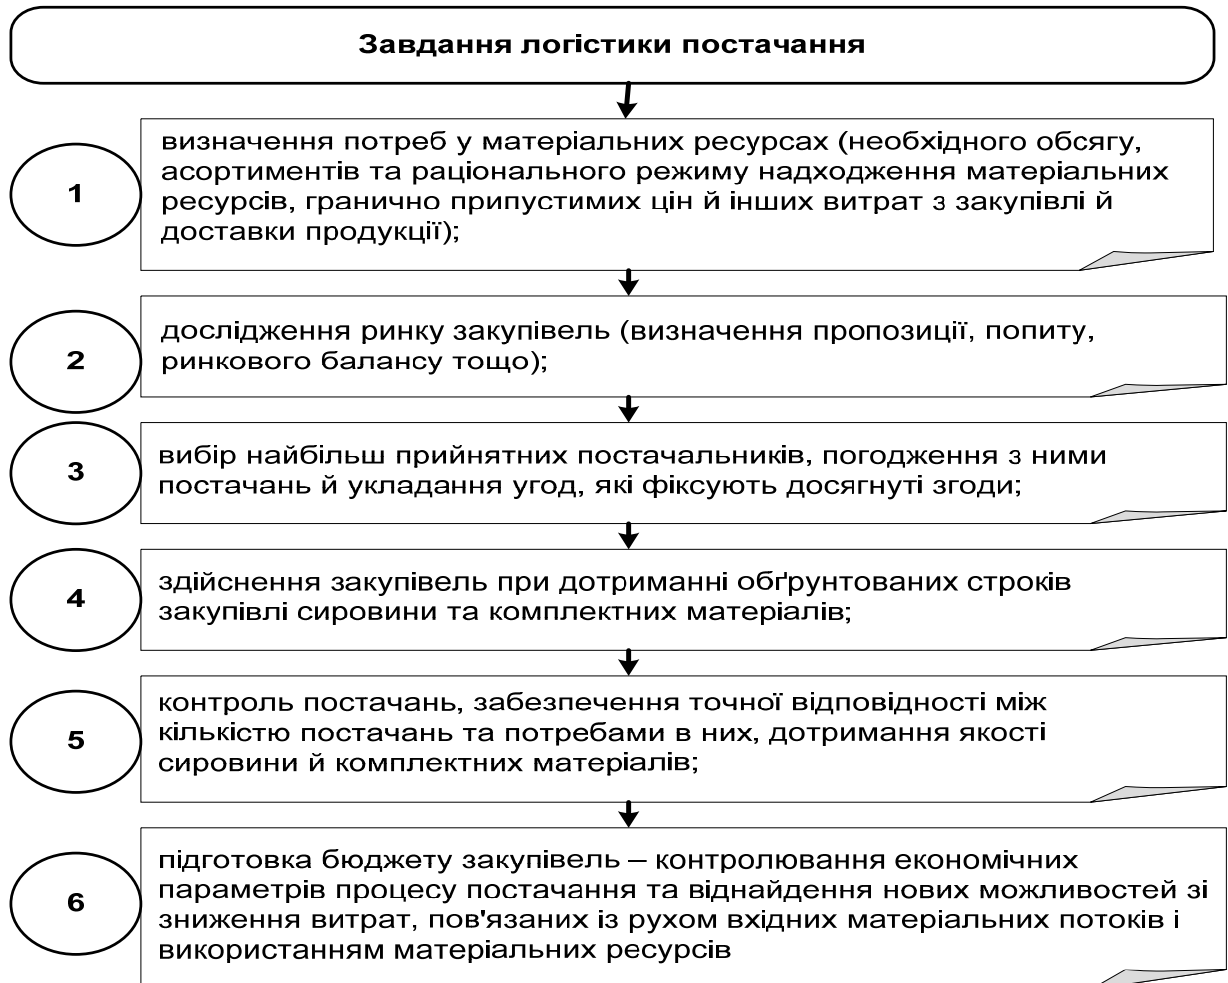 Завдання логістики постачання
1
визначення потреб у матеріальних ресурсах (необхідного обсягу,
асортиментів та раціонального режиму надходження матеріальних
ресурсів, гранично припустимих цін й інших витрат з закупівлі й
доставки продукції);
2
дослідження ринку закупівель (визначення пропозиції, попиту,
ринкового балансу тощо);
3
вибір найбільш прийнятних постачальників, погодження з ними
постачань й укладання угод, які фіксують досягнуті згоди;
4
здійснення закупівель при дотриманні обґрунтованих строків
закупівлі сировини та комплектних матеріалів;
5
контроль постачань, забезпечення точної відповідності між
кількістю постачань та потребами в них, дотримання якості
сировини й комплектних матеріалів;
6
підготовка бюджету закупівель – контролювання економічних
параметрів процесу постачання та віднайдення нових можливостей зі
зниження витрат, пов'язаних із рухом вхідних матеріальних потоків і
використанням матеріальних ресурсів